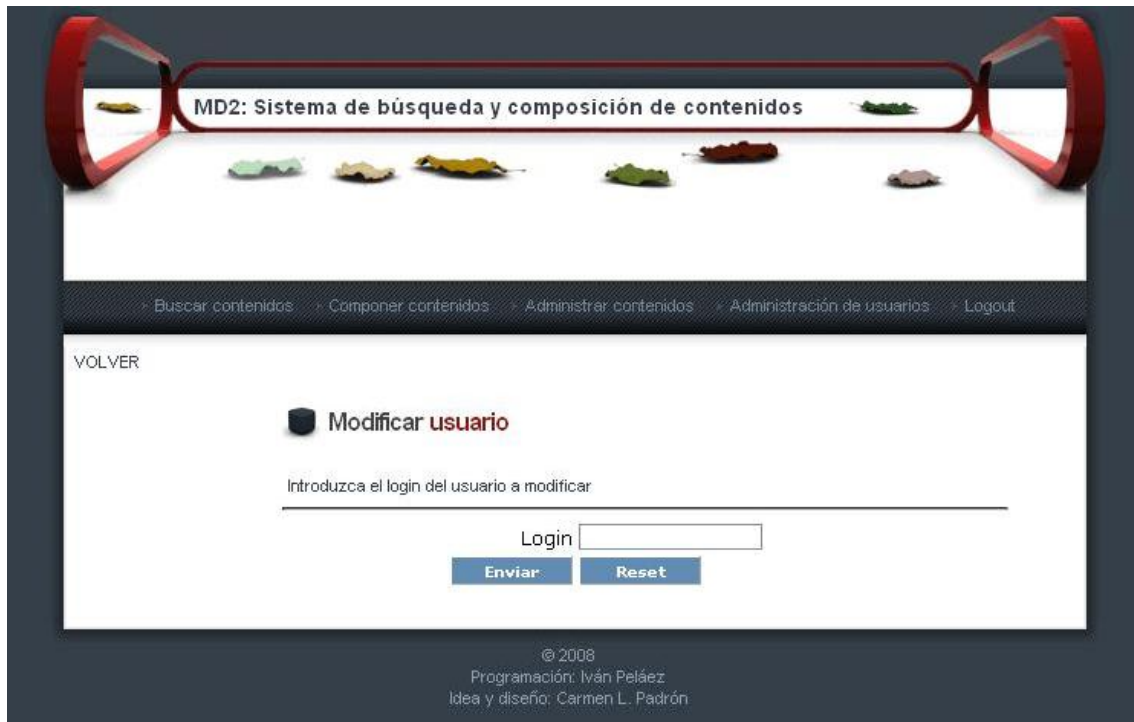 MD2: Sistema de búsqueda y composición de contenidos
Buscar contenidos Componer contenidos Administrar contenidos Administración de usuarios Logout
VOLVER
Modificar usuario
Introduzca el login del usuario a modificar
Login
Enviar Reset
© 2008
Programación: Iván Peláez
Idea y diseño: Carmen L. Padrón